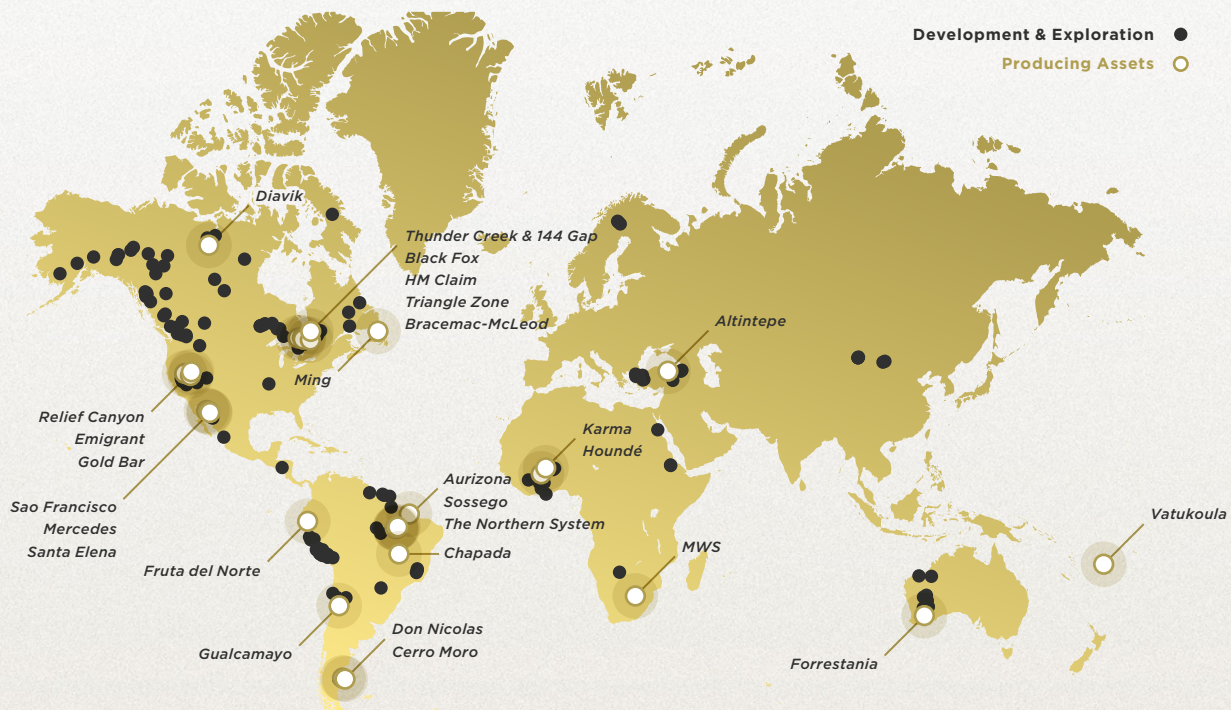 Development & Exploration
Producing Assets
Diavik
Thunder Creek & 144 Gap
Black Fox
HM Claim
Triangle Zone
Bracemac-McLeod
Altintepe
Ming
Relief Canyon
Emigrant
Gold Bar
Karma
Houndé
Sao Francisco
Mercedes
Santa Elena
Aurizona
Sossego
The Northern System
Vatukoula
Chapada
MWS
Fruta del Norte
Don Nicolas
Cerro Moro
Gualcamayo
Forrestania